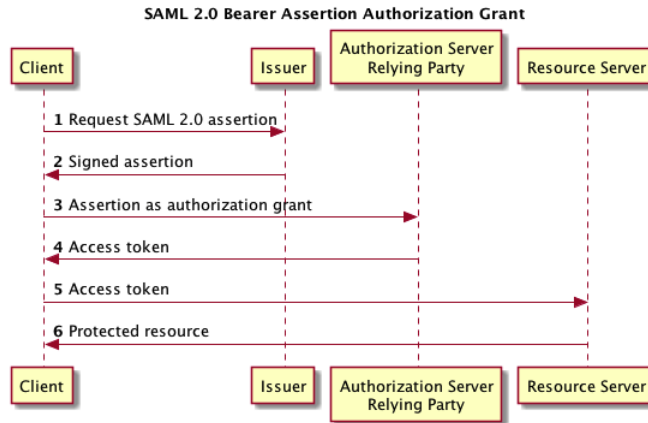 SAML 2.0 Bearer Assertion Authorization Grant
Client
Issuer
Authorization Server
Relying Party
Resource Server
1 Request SAML 2.0 assertion
2 Signed assertion
3 Assertion as authorization grant
4 Access token
5 Access token
6 Protected resource
Client
Issuer
Authorization Server
Relying Party
Resource Server